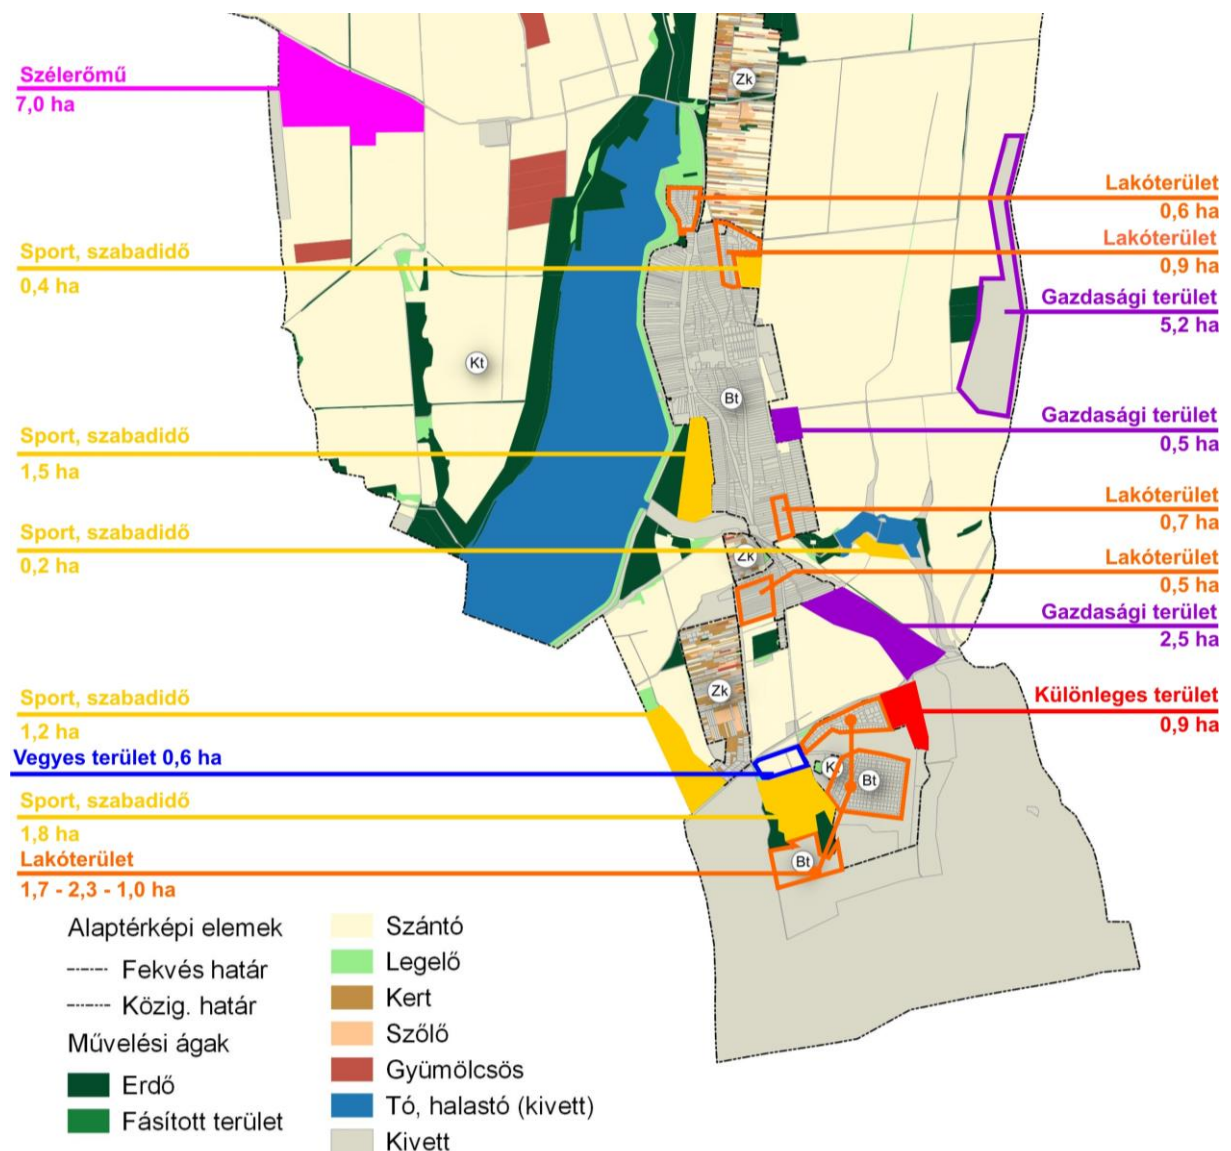 Zk
Szélerőmű
7,0 ha
Lakóterület
0,6 ha
Lakóterület
0,9 ha
Sport, szabadidő
0,4 ha
Gazdasági terület
5,2 ha
Kt
Bt
Gazdasági terület
0,5 ha
Sport, szabadidő
1,5 ha
Lakóterület
0,7 ha
Sport, szabadidő
0,2 ha
Zk
Lakóterület
0,5 ha
Gazdasági terület
2,5 ha
Zk
Sport, szabadidő
1,2 ha
Különleges terület
0,9 ha
Vegyes terület 0,6 ha
K
Bt
Sport, szabadidő
1,8 ha
Lakóterület
1,7 - 2,3 - 1,0 ha
Bt
Alaptérképi elemek
Fekvés határ
Közig. határ
Művelési ágak
Erdő
Fásított terület
Szántó
Legelő
Kert
Szőlő
Gyümölcsös
Tó, halastó (kivett)
Kivett